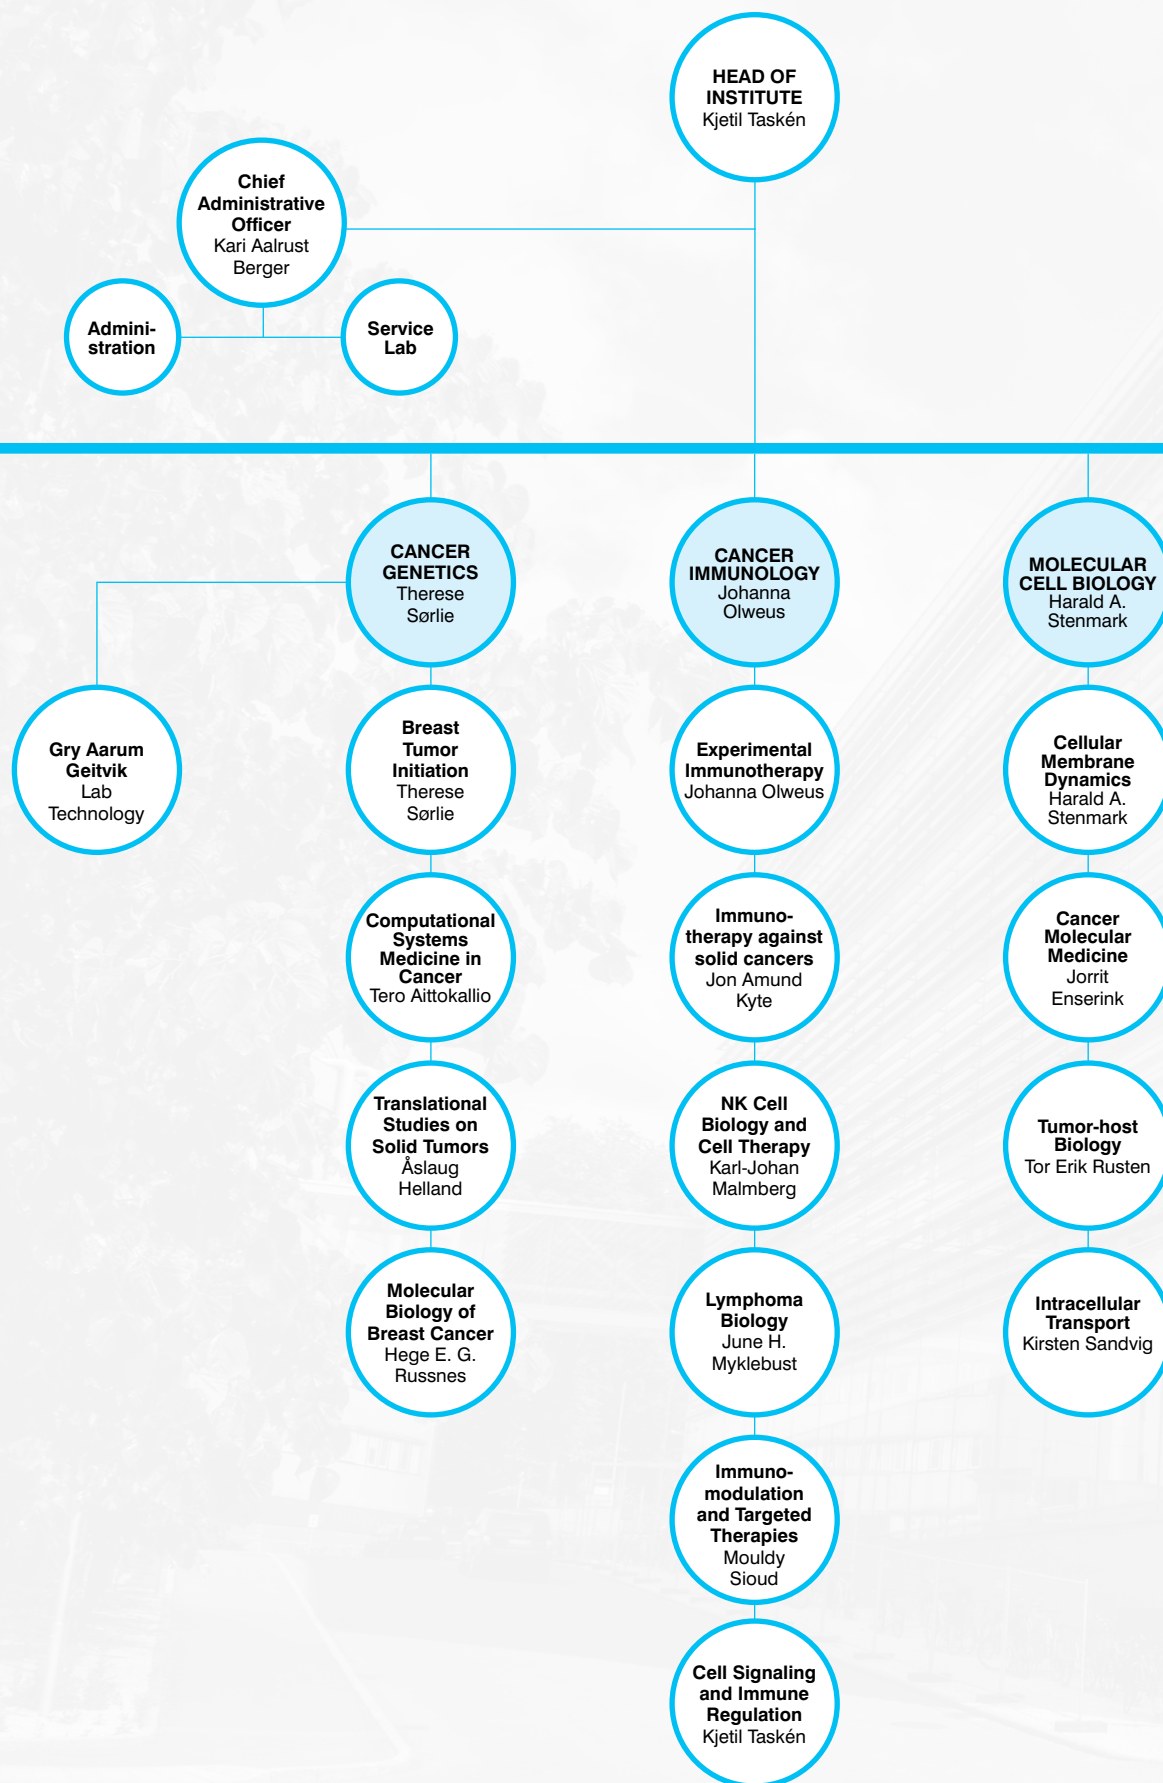 HEAD OF
INSTITUTE
Kjetil Taskén
Chief
Administrative
Officer
Kari Aalrust
Berger
Admini-
stration
Service
Lab
CANCER
GENETICS
Therese
Sørlie
CANCER
IMMUNOLOGY
Johanna
Olweus
MOLECULAR
CELL BIOLOGY
Harald A.
Stenmark
Gry Aarum
Geitvik
Lab
Technology
Breast
Tumor
Initiation
Therese
Sørlie
Experimental
Immunotherapy
Johanna Olweus
Cellular
Membrane
Dynamics
Harald A.
Stenmark
Computational
Systems
Medicine in
Cancer
Tero Aittokallio
Immuno-
therapy against
solid cancers
Jon Amund
Kyte
Cancer
Molecular
Medicine
Jorrit
Enserink
Translational
Studies on
Solid Tumors
Åslaug
Helland
NK Cell
Biology and
Cell Therapy
Karl-Johan
Malmberg
Tumor-host
Biology
Tor Erik Rusten
Molecular
Biology of
Breast Cancer
Hege E. G.
Russnes
Lymphoma
Biology
June H.
Myklebust
Intracellular
Transport
Kirsten Sandvig
Immuno-
modulation
and Targeted
Therapies
Mouldy
Sioud
Cell Signaling
and Immune
Regulation
Kjetil Taskén